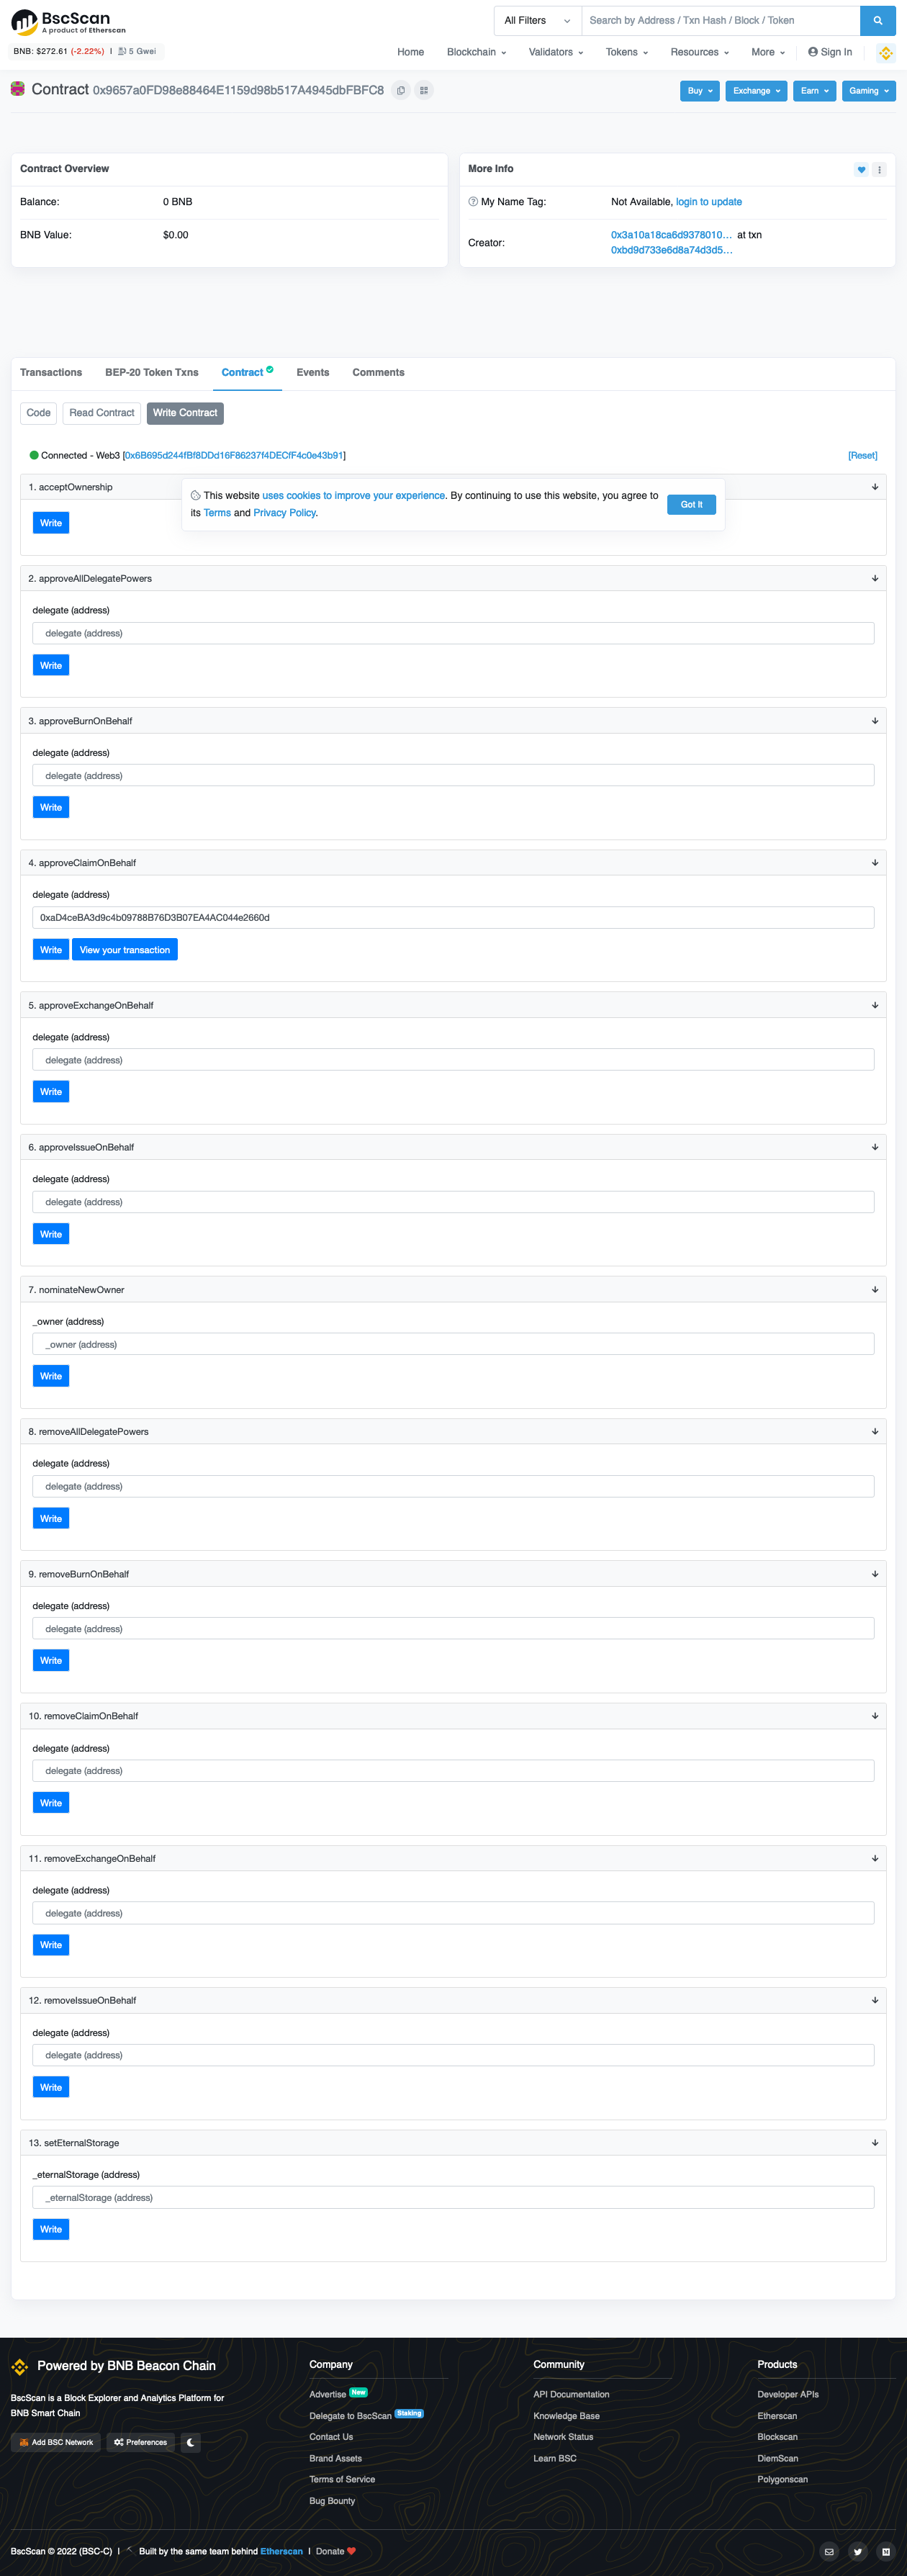 BscScan
A product of Etherscan
All Filters
Search by Address / Txn Hash / Block / Token
BNB: $272.61 (-2.22%) | 5 Gwei
Home Blockchain Validators Tokens Resources More Sign In
Contract 0x9657a0FD98e88464E1159d98b517A4945dbFBFC8
Buy Exchange Earn Gaming
Contract Overview
Balance: 0 BNB
BNB Value: $0.00
More Info
My Name Tag: Not Available, login to update
Creator: 0x3a10a18ca6d9378010... at txn
0xbd9d733e6d8a74d3d5...
Transactions BEP-20 Token Txns Contract Events Comments
Code Read Contract Write Contract
Connected - Web3 [0x6B695d244fBf8DDd16F86237f4DECfF4c0e43b91] [Reset]
1. acceptOwnership
Write
This website uses cookies to improve your experience. By continuing to use this website, you agree to
its Terms and Privacy Policy.
Got It
2. approveAllDelegatePowers
delegate (address)
delegate (address)
Write
3. approveBurnOnBehalf
delegate (address)
delegate (address)
Write
4. approveClaimOnBehalf
delegate (address)
0xaD4ceBA3d9c4b09788B76D3B07EA4AC044e2660d
Write View your transaction
5. approveExchangeOnBehalf
delegate (address)
delegate (address)
Write
6. approveIssueOnBehalf
delegate (address)
delegate (address)
Write
7. nominateNewOwner
_owner (address)
_owner (address)
Write
8. removeAllDelegatePowers
delegate (address)
delegate (address)
Write
9. removeBurnOnBehalf
delegate (address)
delegate (address)
Write
10. removeClaimOnBehalf
delegate (address)
delegate (address)
Write
11. removeExchangeOnBehalf
delegate (address)
delegate (address)
Write
12. removeIssueOnBehalf
delegate (address)
delegate (address)
Write
13. setEternalStorage
_eternalStorage (address)
_eternalStorage (address)
Write
Powered by BNB Beacon Chain
BscScan is a Block Explorer and Analytics Platform for
BNB Smart Chain
Add BSC Network Preferences
Company
Advertise New
Delegate to BscScan Staking
Contact Us
Brand Assets
Terms of Service
Bug Bounty
Community
API Documentation
Knowledge Base
Network Status
Learn BSC
Products
Developer APIs
Etherscan
Blockscan
DiemScan
Polygonscan
BscScan © 2022 (BSC-C) | Built by the same team behind Etherscan | Donate